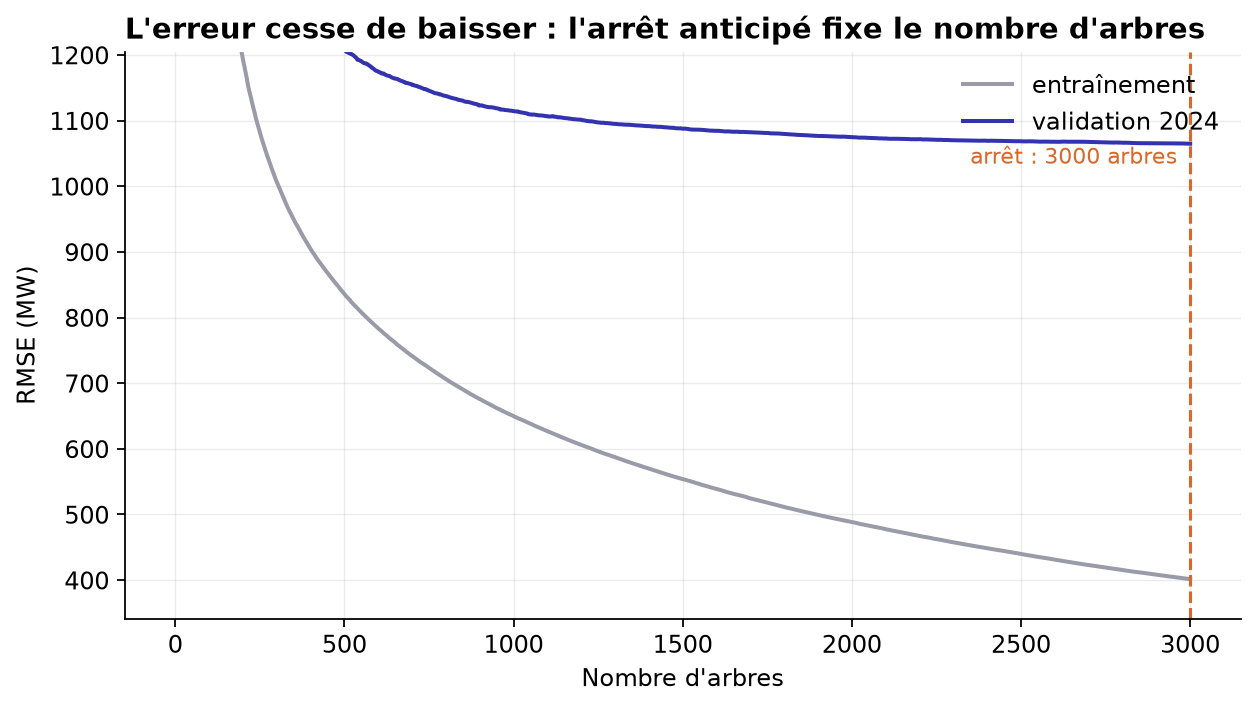 L'erreur cesse de baisser : l'arrêt anticipé fixe le nombre d'arbres
1200
1100
1000
900
800
700
600
500
400
RMSE (MW)
entraînement
validation 2024
arrêt : 3000 arbres
0
500
1000
1500
2000
2500
3000
Nombre d'arbres